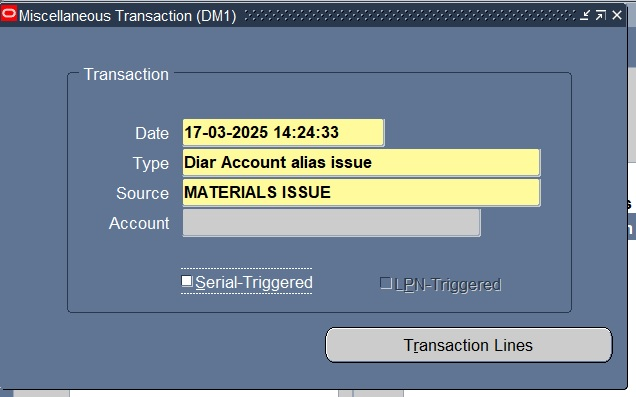 Miscellaneous Transaction (DM1)
Transaction
Date 17-03-2025 14:24:33
Type Diar Account alias issue
Source MATERIALS ISSUE
Account
Serial-Triggered LPN-Triggered
Transaction Lines